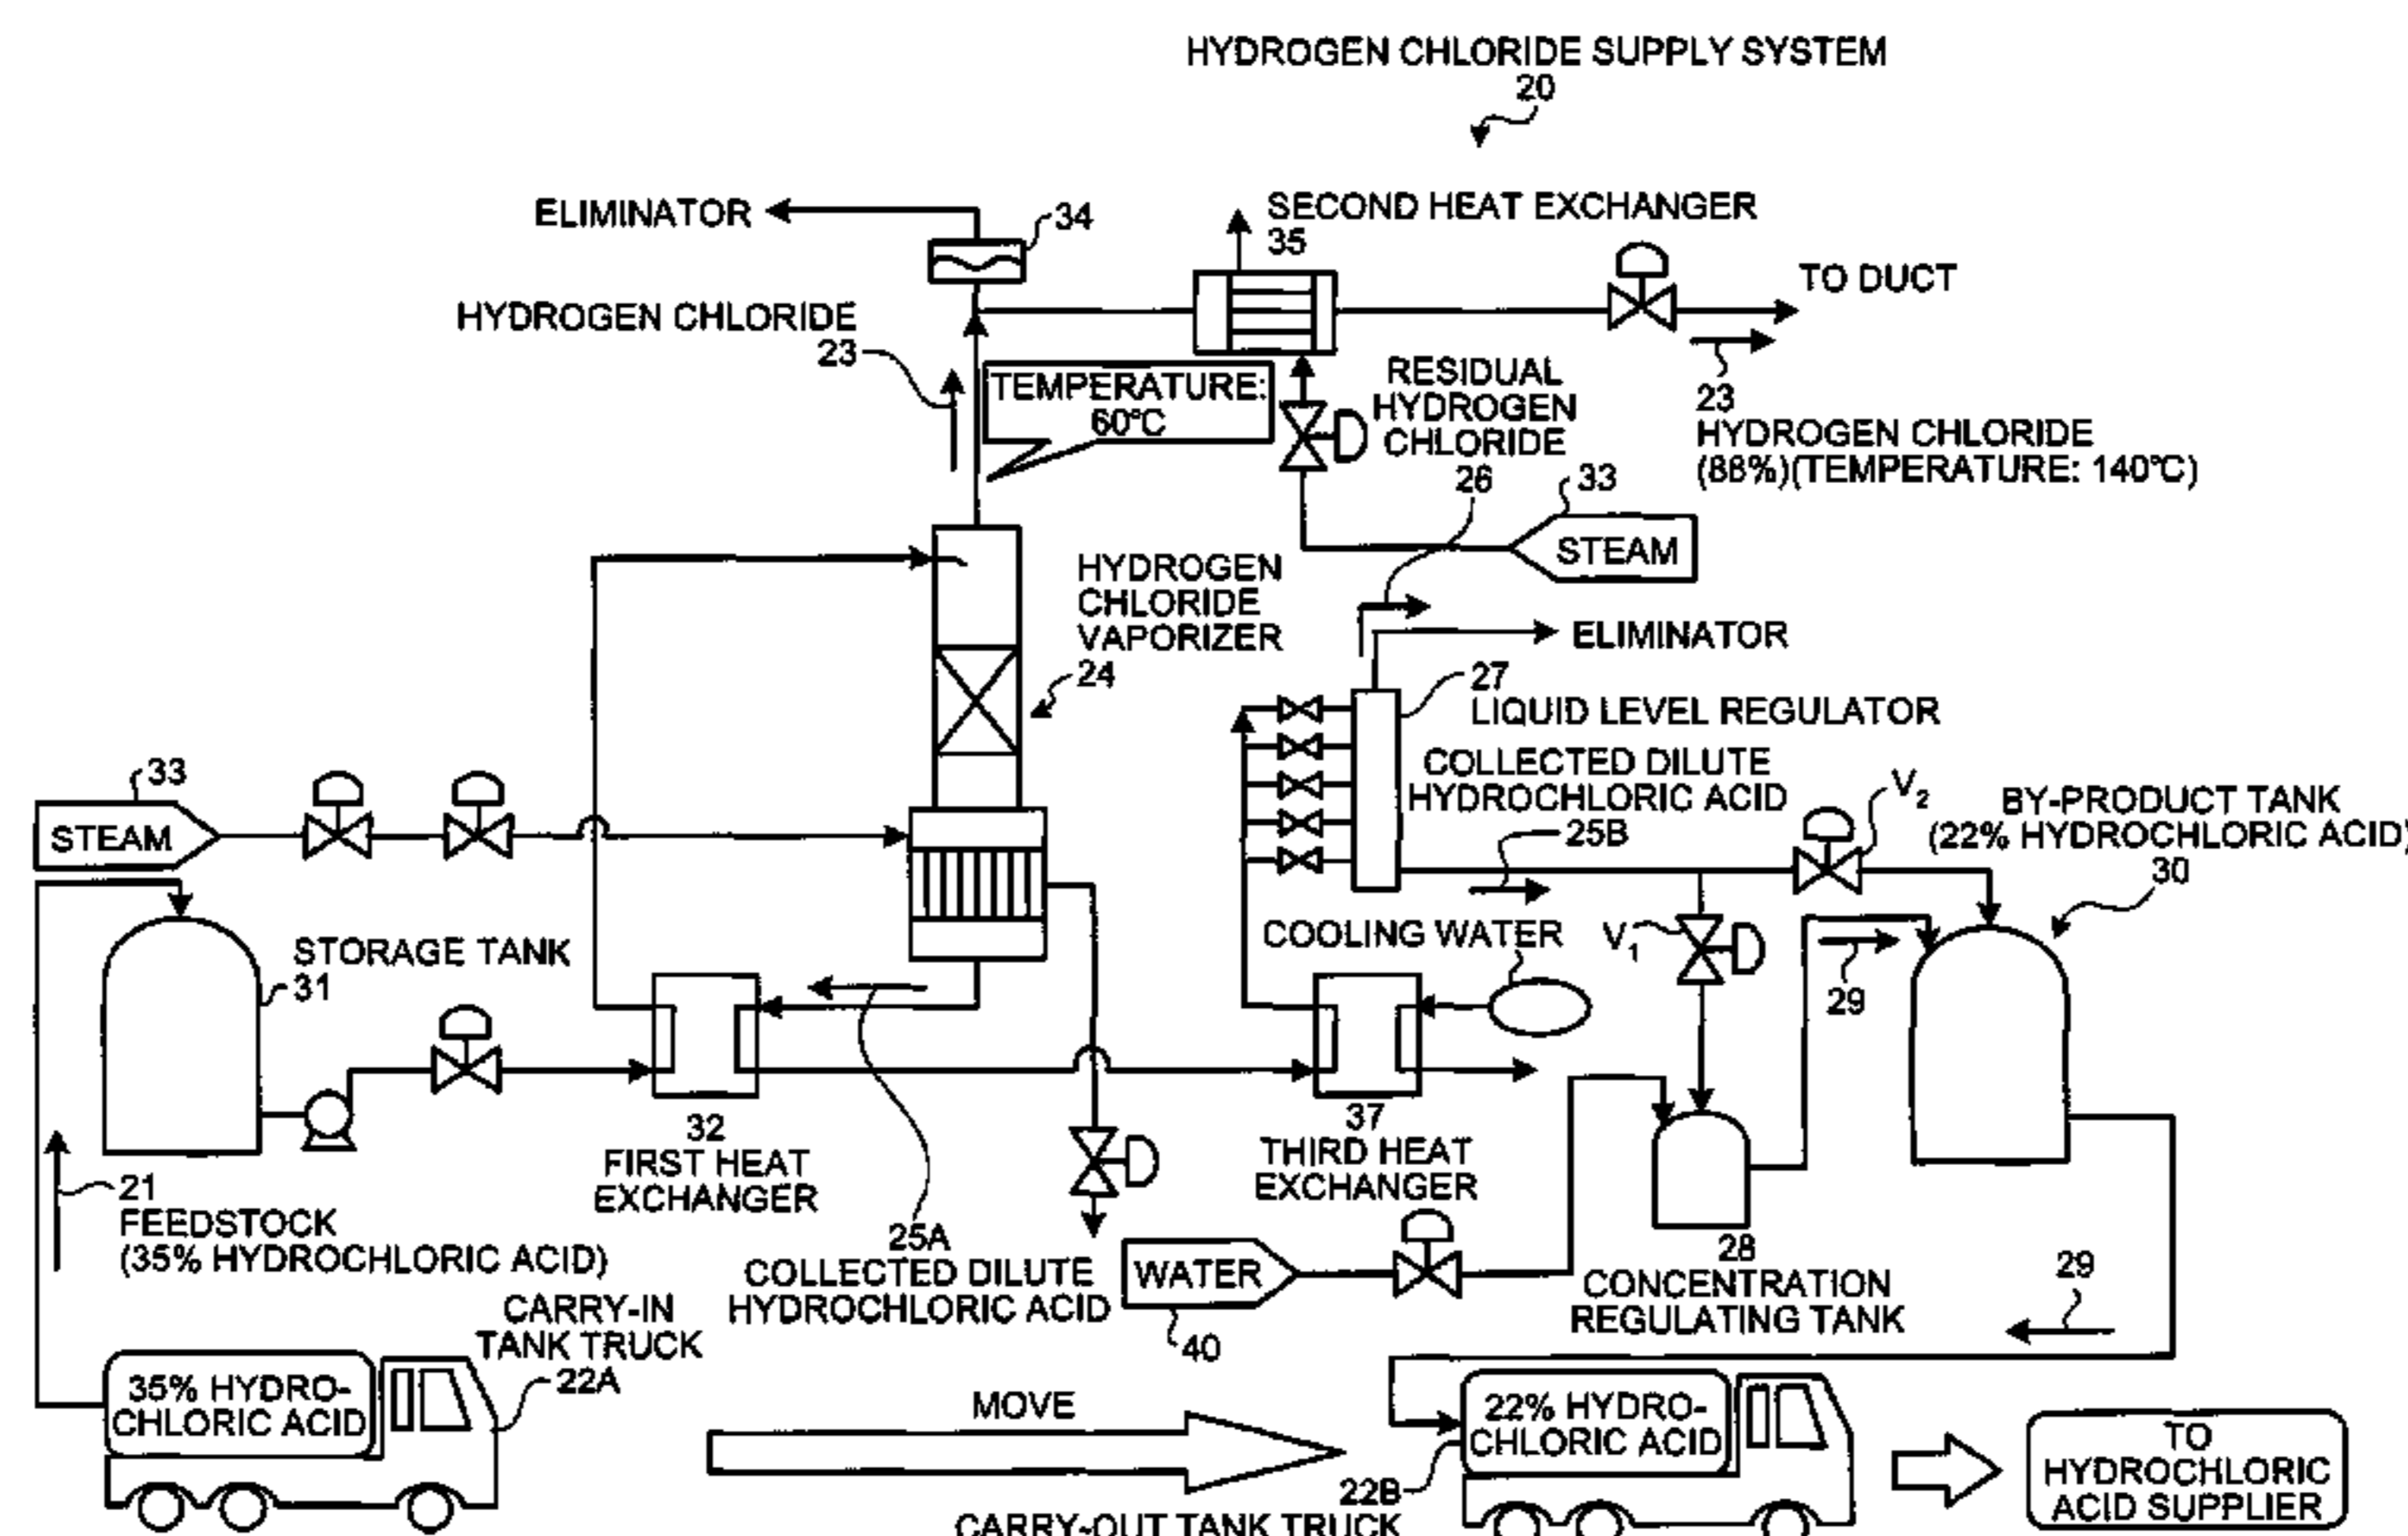 HYDROGEN CHLORIDE SUPPLY SYSTEM
20
ELIMINATOR
34
SECOND HEAT EXCHANGER
35
TO DUCT
HYDROGEN CHLORIDE
23
TEMPERATURE:
60℃
RESIDUAL
HYDROGEN
CHLORIDE
26
23
HYDROGEN CHLORIDE
(88%)(TEMPERATURE: 140℃)
33
STEAM
HYDROGEN
CHLORIDE
VAPORIZER
24
ELIMINATOR
27
LIQUID LEVEL REGULATOR
COLLECTED DILUTE
HYDROCHLORIC ACID
25B
V2
BY-PRODUCT TANK
(22% HYDROCHLORIC ACID)
30
33
STEAM
STORAGE TANK
31
COOLING WATER
V1
29
32
FIRST HEAT
EXCHANGER
37
THIRD HEAT
EXCHANGER
21
FEEDSTOCK
(35% HYDROCHLORIC ACID)
25A
COLLECTED DILUTE
HYDROCHLORIC ACID
WATER
40
28
CONCENTRATION
REGULATING TANK
29
CARRY-IN
TANK TRUCK
22A
35% HYDRO-
CHLORIC ACID
MOVE
22% HYDRO-
CHLORIC ACID
22B
CARRY-OUT TANK TRUCK
TO
HYDROCHLORIC
ACID SUPPLIER